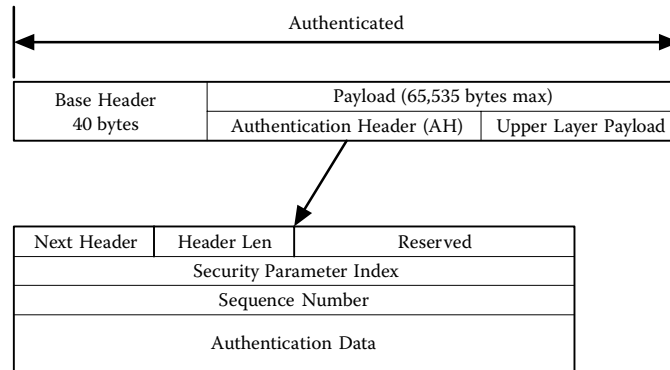 Authenticated
Base Header
40 bytes
Payload (65,535 bytes max)
Authentication Header (AH)
Upper Layer Payload
Next Header
Header Len
Reserved
Security Parameter Index
Sequence Number
Authentication Data